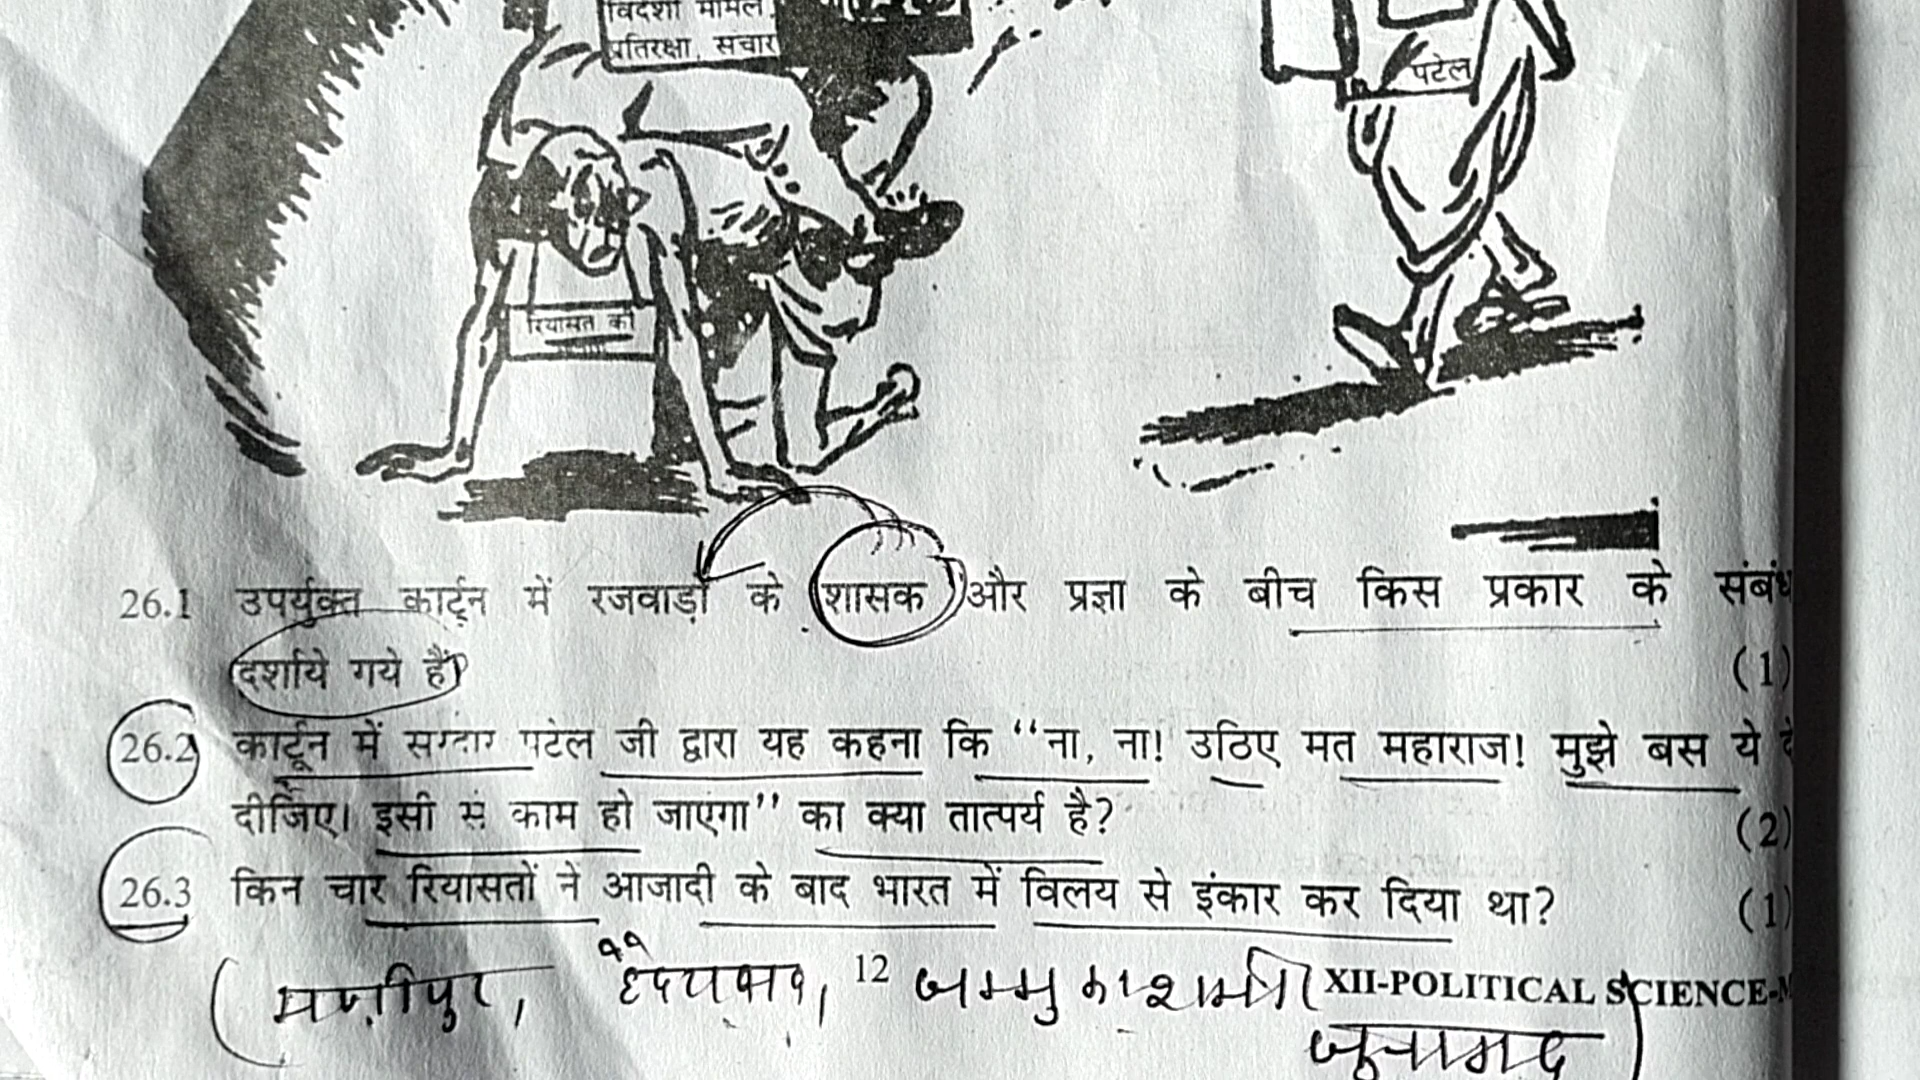 विदेशी मामले,
प्रतिरक्षा, संचार
पटेल
रियासत की
26.1 उपर्युक्त कार्टून में रजवाड़ों के शासक और प्रज्ञा के बीच किस प्रकार के संबंध
दर्शाये गये हैं?
(1)
26.2 कार्टून में सरदार पटेल जी द्वारा यह कहना कि “ना, ना! उठिए मत महाराज! मुझे बस ये दे
दीजिए। इसी से काम हो जाएगा” का क्या तात्पर्य है?
(2)
26.3 किन चार रियासतों ने आजादी के बाद भारत में विलय से इंकार कर दिया था?
(1)
(मणीपुर, 12 जम्मु काशमीर XII-POLITICAL SCIENCE-M
जूनागढ)